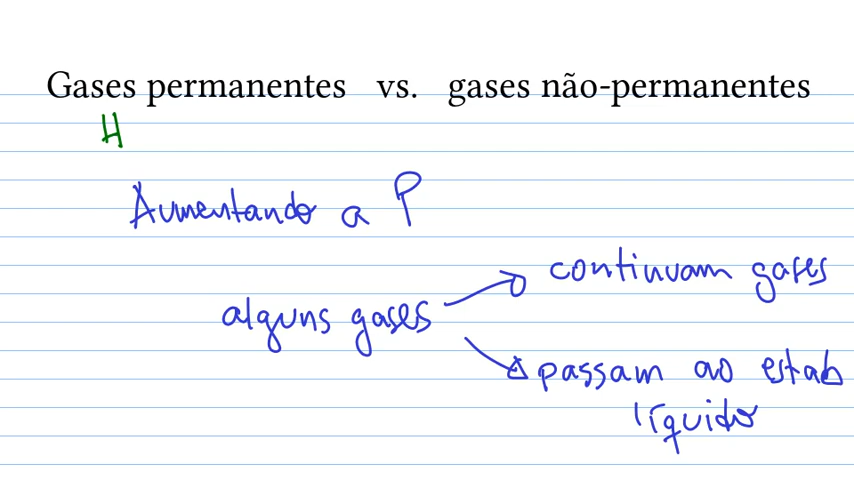 Gases permanentes vs. gases não-permanentes
H
Aumentando a P
continuam gases
alguns gases
passam ao estado
líquido